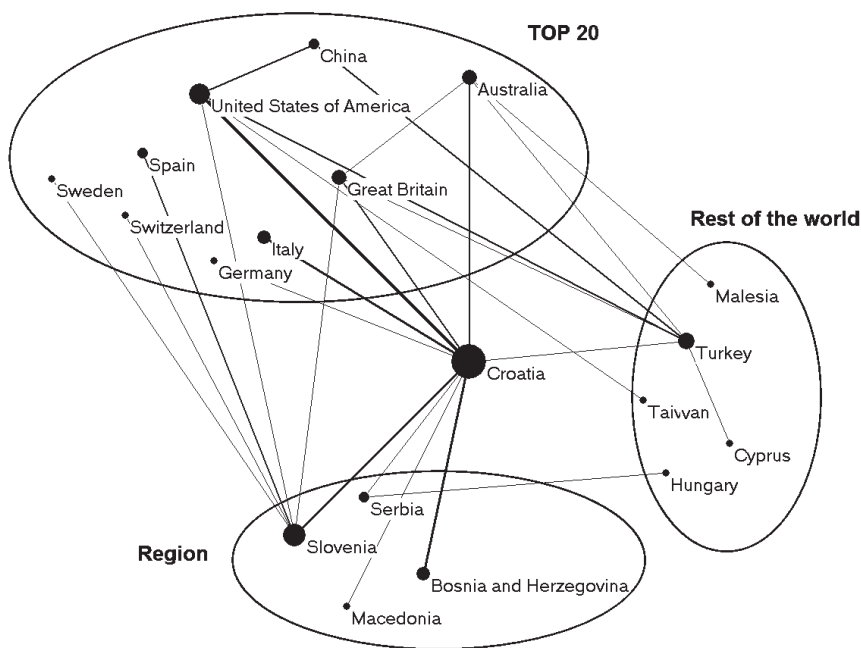 TOP 20
China
Australia
United States of America
Spain
Great Britain
Sweden
Switzerland
Rest of the world
Italy
Germany
Malesia
Turkey
Croatia
Taivvan
Cyprus
Hungary
Serbia
Region
Slovenia
Bosnia and Herzegovina
Macedonia